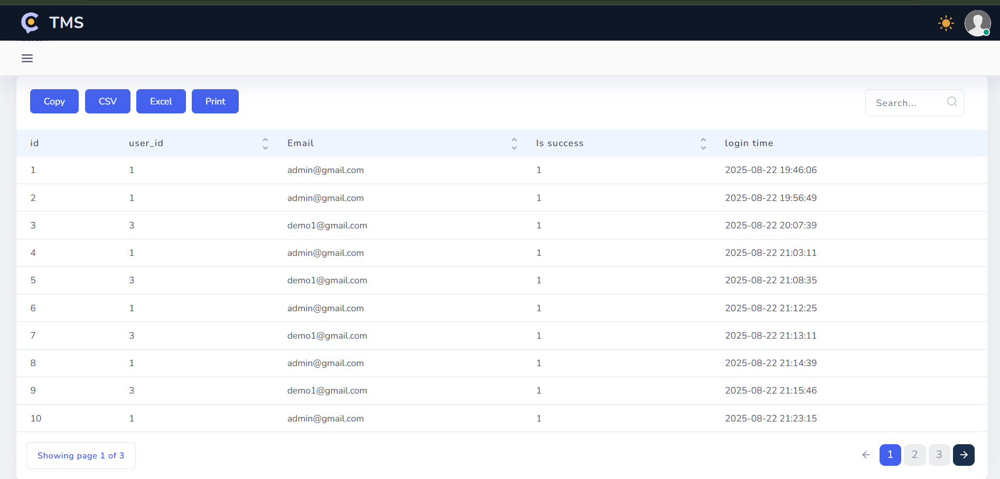 TMS
Copy CSV Excel Print Search...
id user_id Email Is success login time
1 1 admin@gmail.com 1 2025-08-22 19:46:06
2 1 admin@gmail.com 1 2025-08-22 19:56:49
3 3 demo1@gmail.com 1 2025-08-22 20:07:39
4 1 admin@gmail.com 1 2025-08-22 21:03:11
5 3 demo1@gmail.com 1 2025-08-22 21:08:35
6 1 admin@gmail.com 1 2025-08-22 21:12:25
7 3 demo1@gmail.com 1 2025-08-22 21:13:11
8 1 admin@gmail.com 1 2025-08-22 21:14:39
9 3 demo1@gmail.com 1 2025-08-22 21:15:46
10 1 admin@gmail.com 1 2025-08-22 21:23:15
Showing page 1 of 3 1 2 3